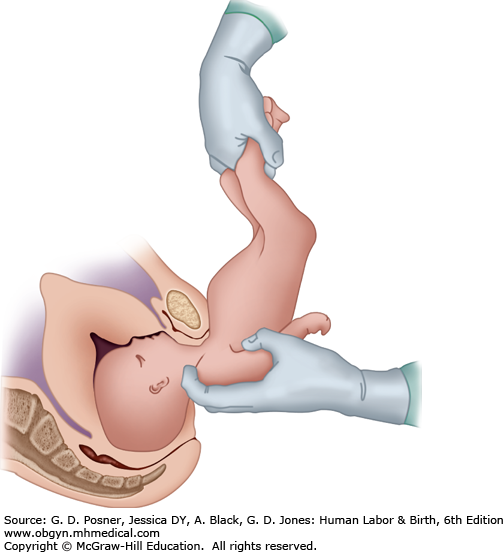 Source: G. D. Posner, Jessica DY, A. Black, G. D. Jones: Human Labor & Birth, 6th Edition
www.obgyn.mhmedical.com
Copyright © McGraw-Hill Education.  All rights reserved.